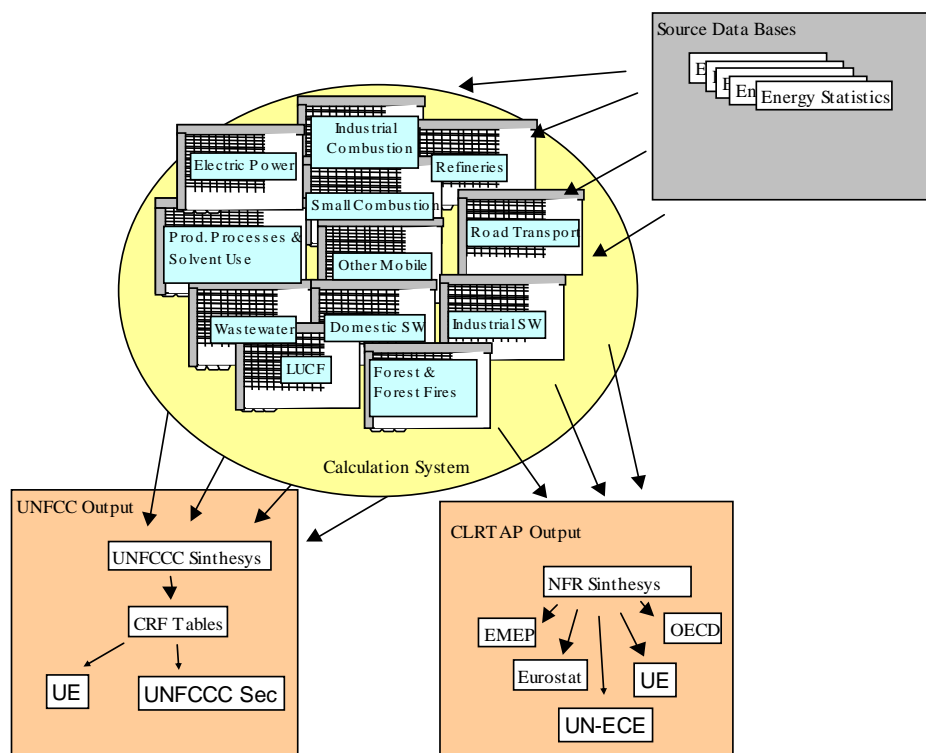 Source Data Bases
E
En
Energy Statistics
Industrial
Combustion
Electric Power
Refineries
Small Combustion
Prod. Processes &
Solvent Use
Road Transport
Other Mobile
Wastewater
Domestic SW
Industrial SW
LUCF
Forest &
Forest Fires
Calculation System
UNFCC Output
UNFCCC Sinthesys
CRF Tables
UE
UNFCCC Sec
CLRTAP Output
NFR Sinthesys
EMEP
OECD
Eurostat
UE
UN-ECE